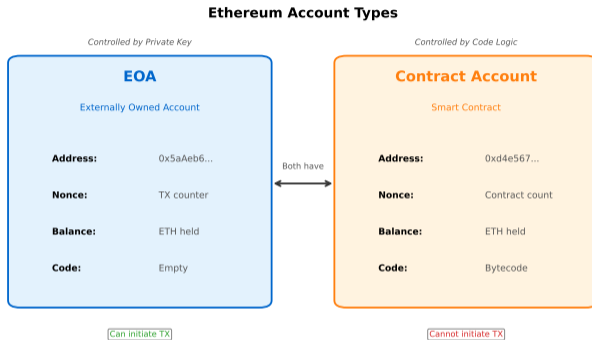 Ethereum Account Types
Controlled by Private Key
EOA
Externally Owned Account
Address: 0x5aAeb6...
Nonce: TX counter
Balance: ETH held
Code: Empty
Can initiate TX
Both have
Controlled by Code Logic
Contract Account
Smart Contract
Address: 0xd4e567...
Nonce: Contract count
Balance: ETH held
Code: Bytecode
Cannot initiate TX